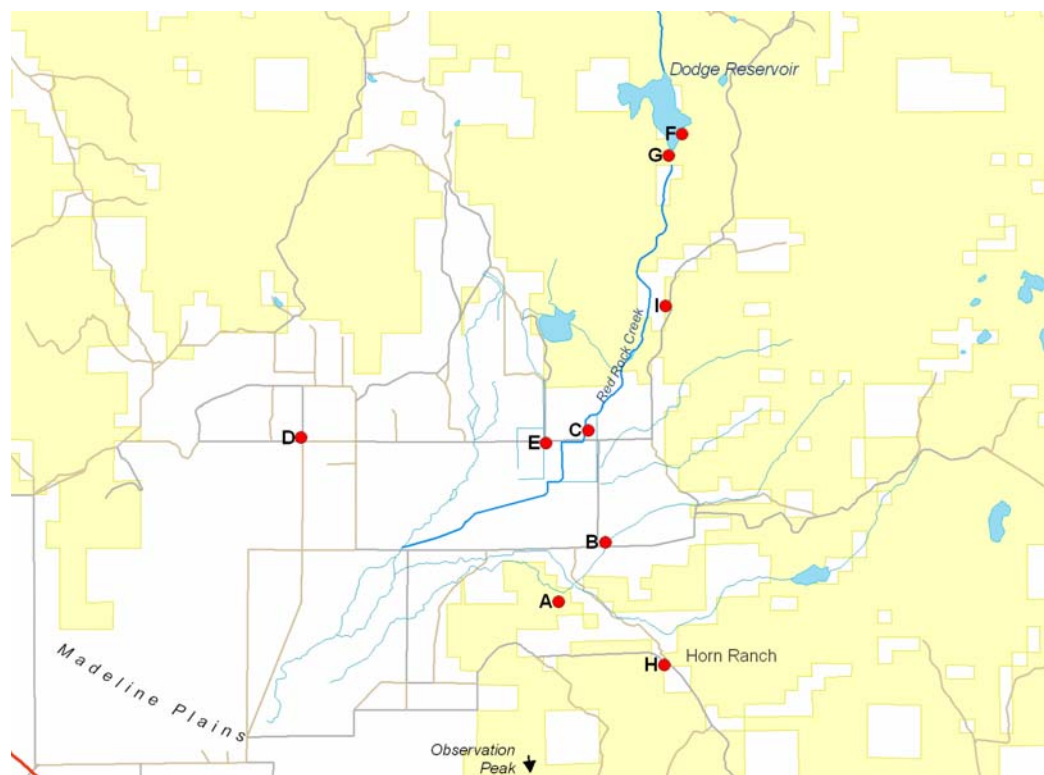 Dodge Reservoir
F
G
I
Red Rock Creek
C
D
E
B
A
Horn Ranch
H
Madeline Plains
Observation
Peak